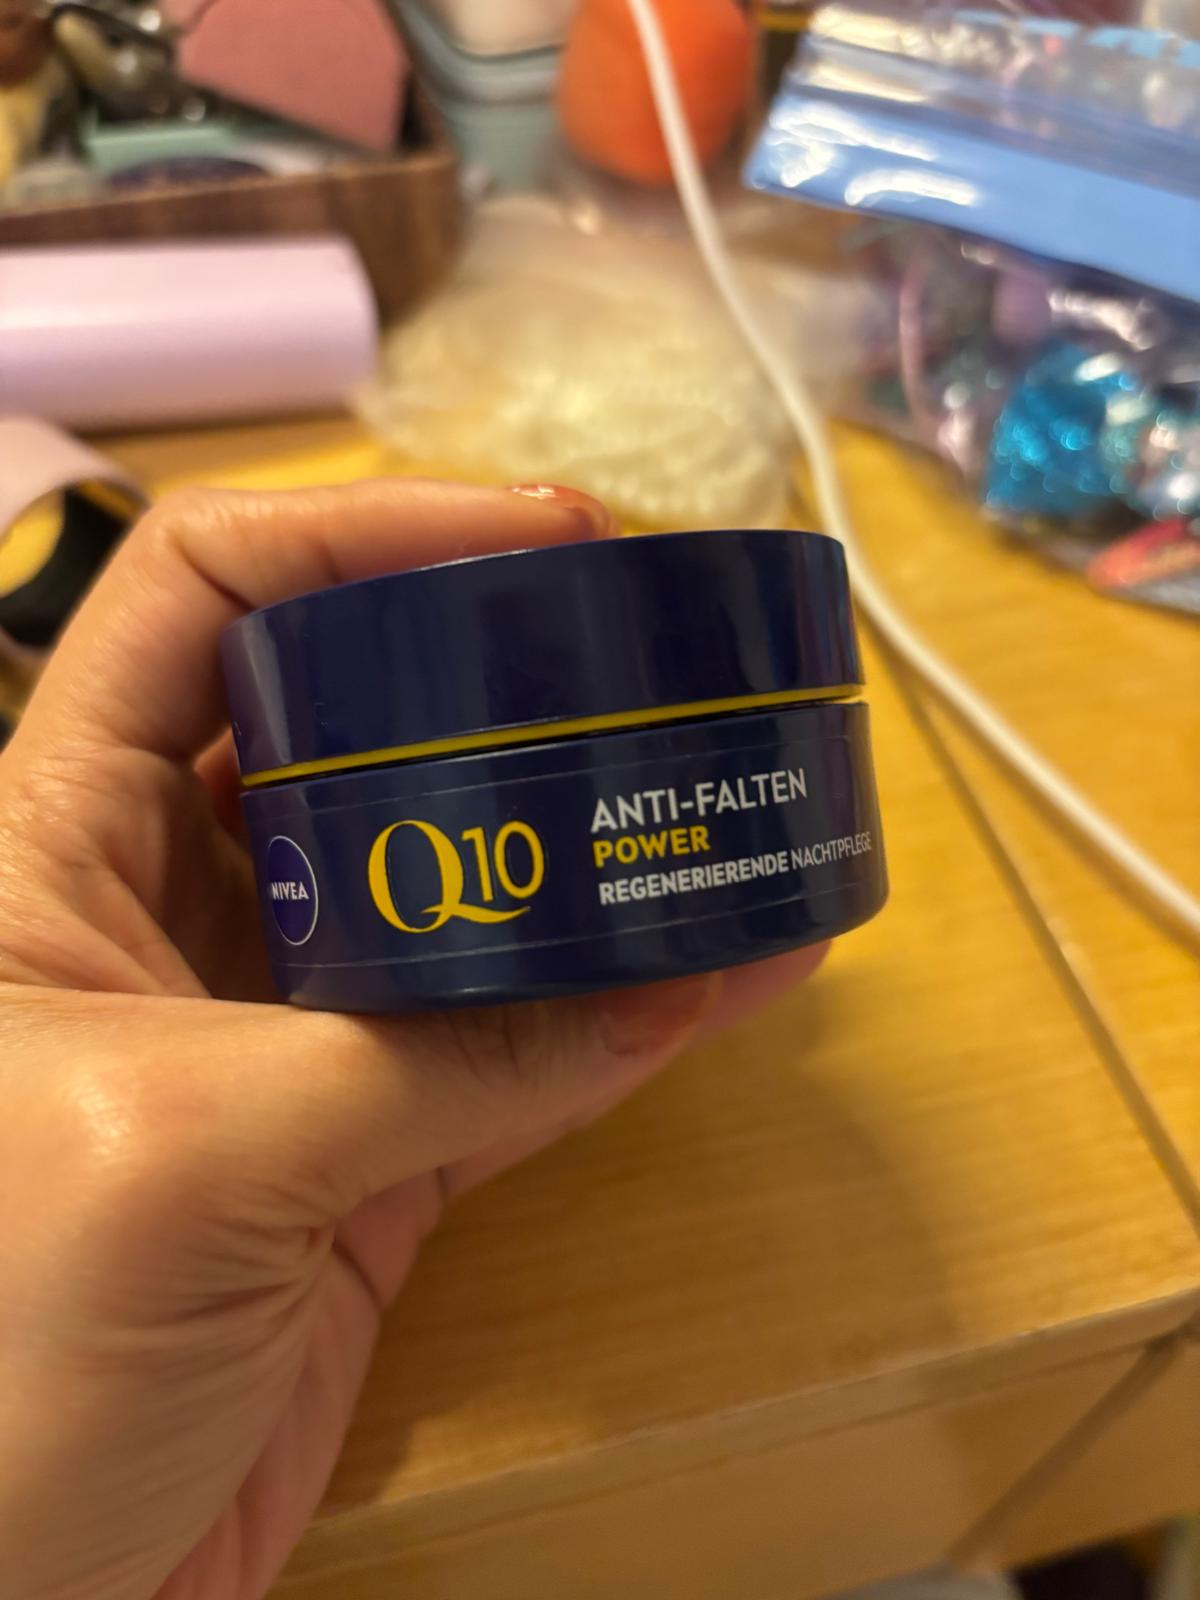 NIVEA
Q10
ANTI-FALTEN
POWER
REGENERIERENDE NACHTPFLEGE